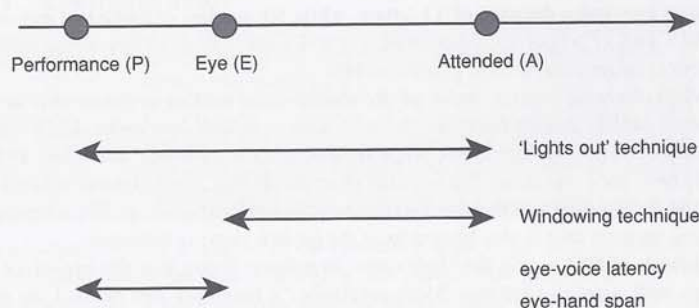 Performance (P) Eye (E) Attended (A)
‘Lights out’ technique
Windowing technique
eye-voice latency
eye-hand span